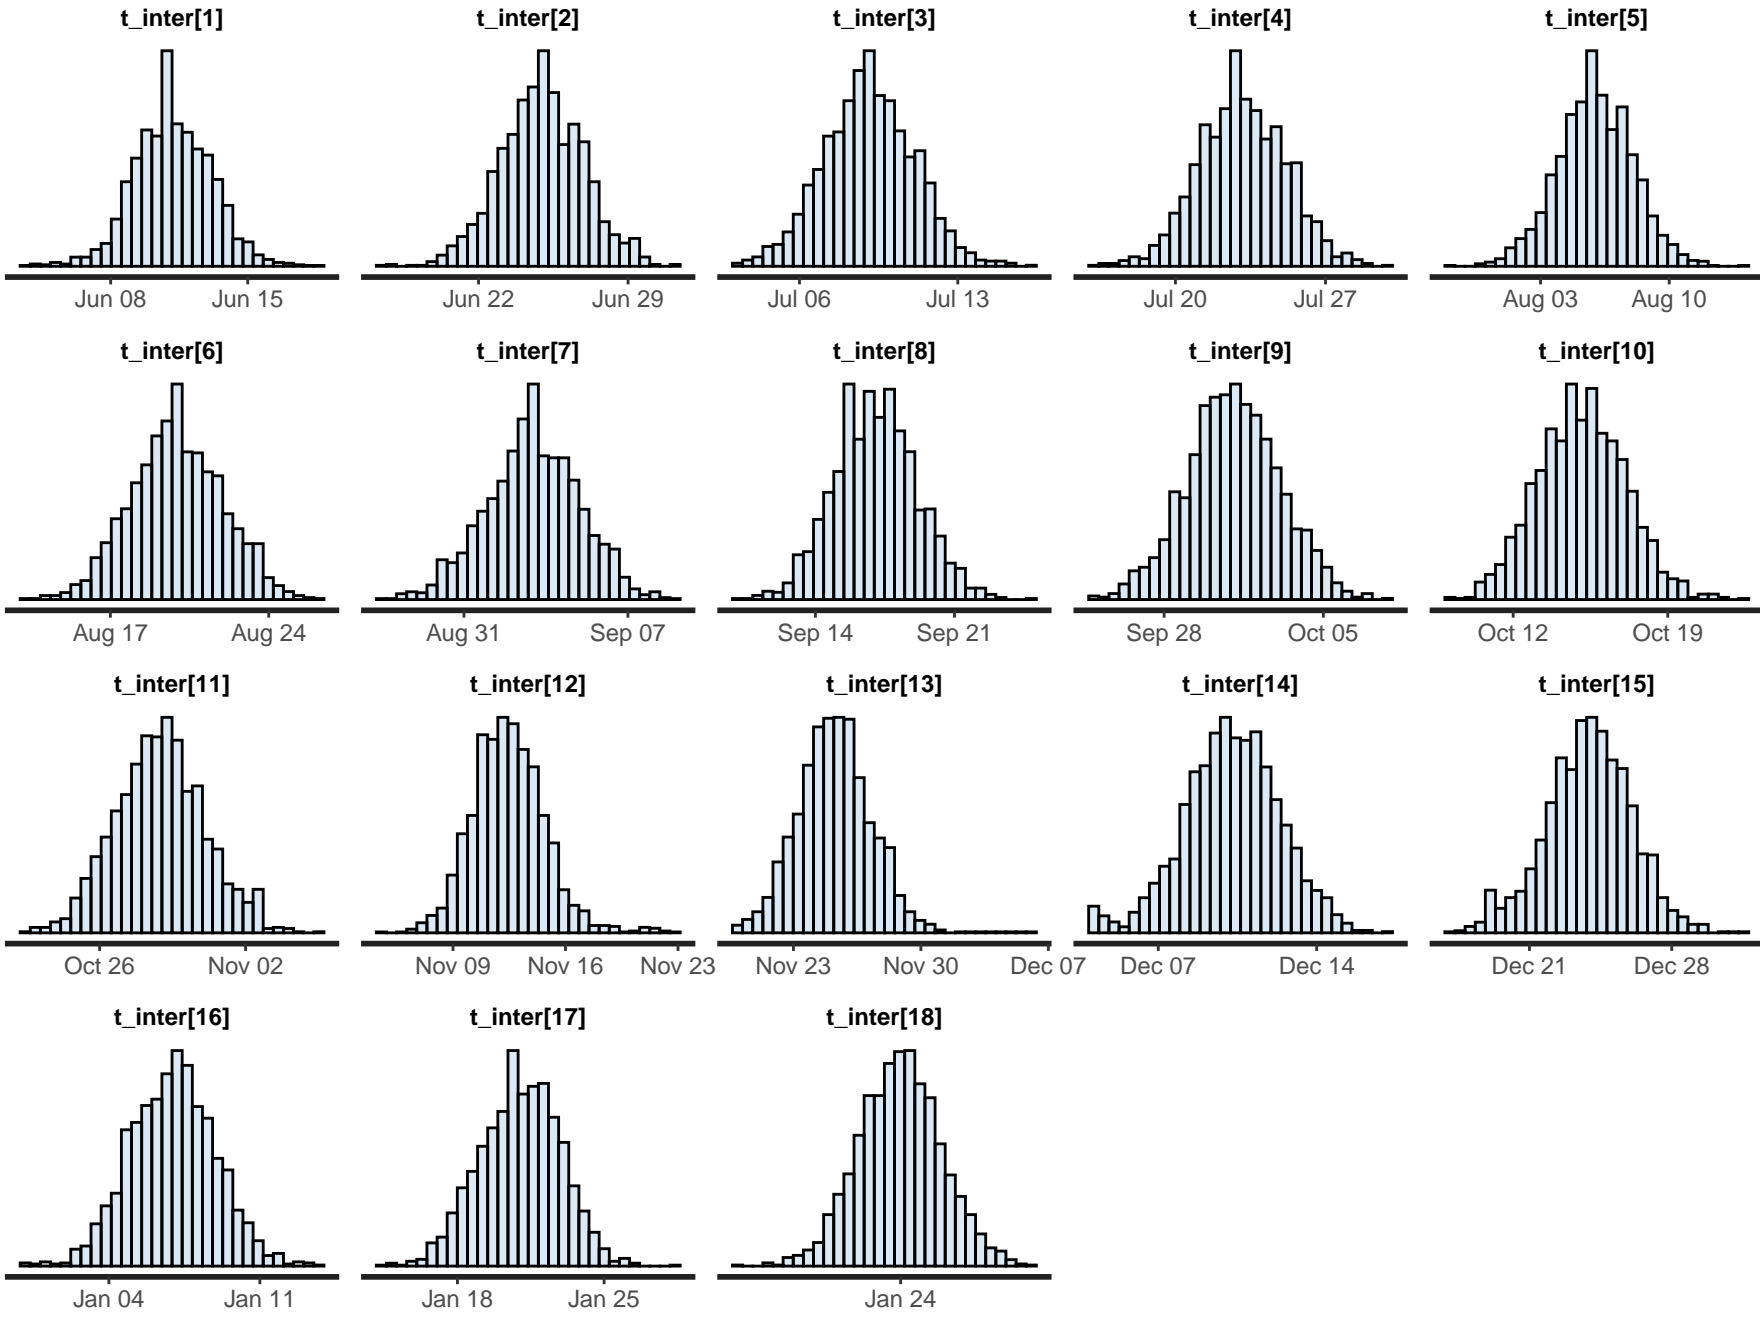 t_inter[1] t_inter[2] t_inter[3] t_inter[4] t_inter[5]
Jun 08 Jun 15 Jun 22 Jun 29 Jul 06 Jul 13 Jul 20 Jul 27 Aug 03 Aug 10
t_inter[6] t_inter[7] t_inter[8] t_inter[9] t_inter[10]
Aug 17 Aug 24 Aug 31 Sep 07 Sep 14 Sep 21 Sep 28 Oct 05 Oct 12 Oct 19
t_inter[11] t_inter[12] t_inter[13] t_inter[14] t_inter[15]
Oct 26 Nov 02 Nov 09 Nov 16 Nov 23 Nov 23 Nov 30 Dec 07 Dec 07 Dec 14 Dec 21 Dec 28
t_inter[16] t_inter[17] t_inter[18]
Jan 04 Jan 11 Jan 18 Jan 25 Jan 24